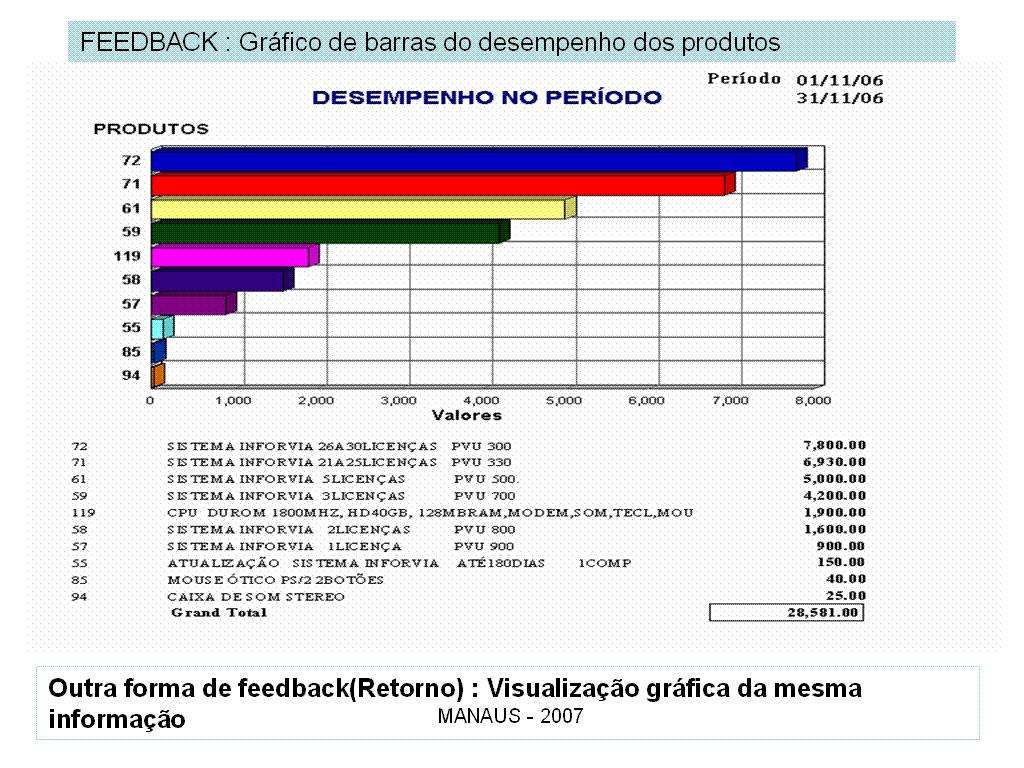 FEEDBACK : Gráfico de barras do desempenho dos produtos
Período 01/11/06
DESEMPENHO NO PERÍODO 31/11/06
PRODUTOS
72
71
61
59
119
58
57
55
85
94
0 1,000 2,000 3,000 4,000 5,000 6,000 7,000 8,000
Valores
72 SISTEMA INFORVIA 26A30LICENÇAS PVU 300 7,800.00
71 SISTEMA INFORVIA 21A25LICENÇAS PVU 330 6,930.00
61 SISTEMA INFORVIA 5LICENÇAS PVU 500. 5,000.00
59 SISTEMA INFORVIA 3LICENÇAS PVU 700 4,200.00
119 CPU DUROM 1800MHZ, HD40GB, 128MBRAM,MODEM,SOM,TECL,MOU 1,900.00
58 SISTEMA INFORVIA 2LICENÇAS PVU 800 1,600.00
57 SISTEMA INFORVIA 1LICENÇA PVU 900 900.00
55 ATUALIZAÇÃO SISTEMA INFORVIA ATÉ180DIAS 1COMP 150.00
85 MOUSE ÓTICO PS/2 2BOTÕES 40.00
94 CAIXA DE SOM STEREO 25.00
Grand Total 28,581.00
Outra forma de feedback(Retorno) : Visualização gráfica da mesma
informação
MANAUS - 2007